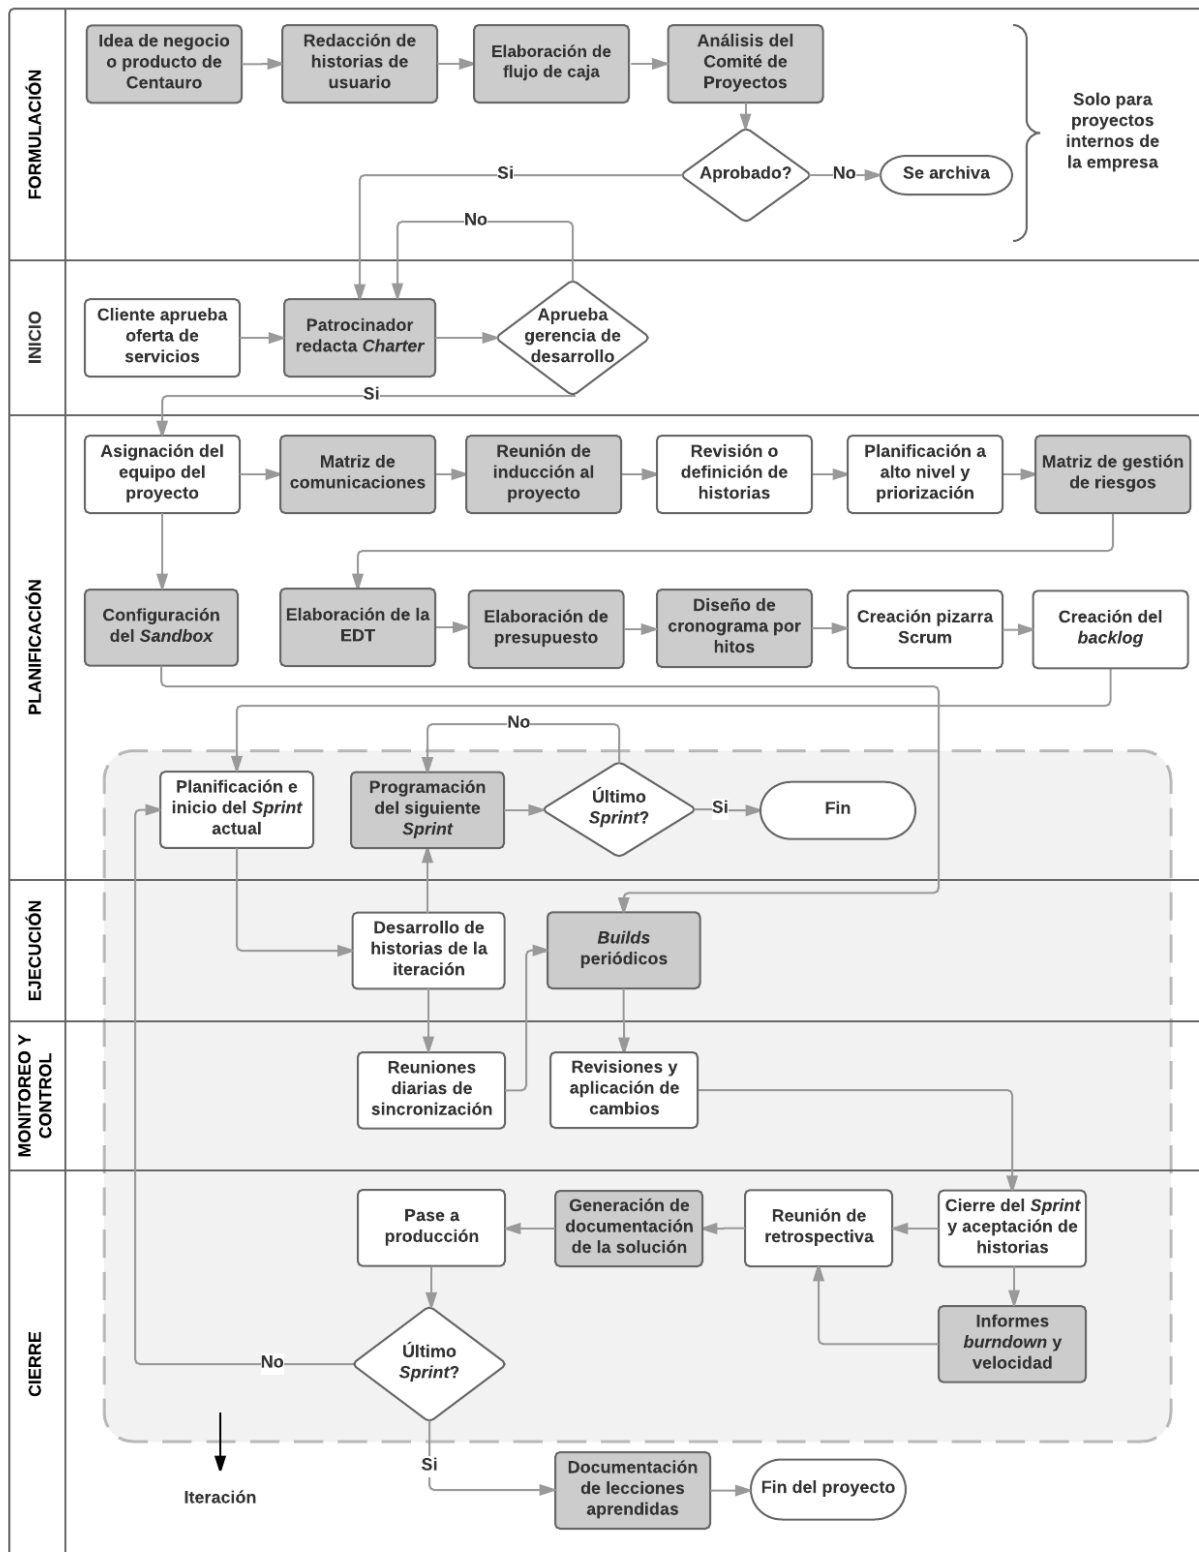 FORMULACIÓN
Idea de negocio
o producto de
Centauro
Redacción de
historias de
usuario
Elaboración de
flujo de caja
Análisis del
Comité de
Proyectos
Solo para
proyectos
internos de
la empresa
Aprobado?
Si
No
Se archiva
No
INICIO
Cliente aprueba
oferta de
servicios
Patrocinador
redacta Charter
Aprueba
gerencia de
desarrollo
Si
PLANIFICACIÓN
Asignación del
equipo del
proyecto
Matriz de
comunicaciones
Reunión de
inducción al
proyecto
Revisión o
definición de
historias
Planificación a
alto nivel y
priorización
Matriz de gestión
de riesgos
Configuración
del Sandbox
Elaboración de la
EDT
Elaboración de
presupuesto
Diseño de
cronograma por
hitos
Creación pizarra
Scrum
Creación del
backlog
No
Planificación e
inicio del Sprint
actual
Programación
del siguiente
Sprint
Último
Sprint?
Si
Fin
EJECUCIÓN
Desarrollo de
historias de la
iteración
Builds
periódicos
MONITOREO Y
CONTROL
Reuniones
diarias de
sincronización
Revisiones y
aplicación de
cambios
CIERRE
Pase a
producción
Generación de
documentación
de la solución
Reunión de
retrospectiva
Cierre del Sprint
y aceptación de
historias
Informes
burndown y
velocidad
Último
Sprint?
No
Si
Iteración
Documentación
de lecciones
aprendidas
Fin del proyecto